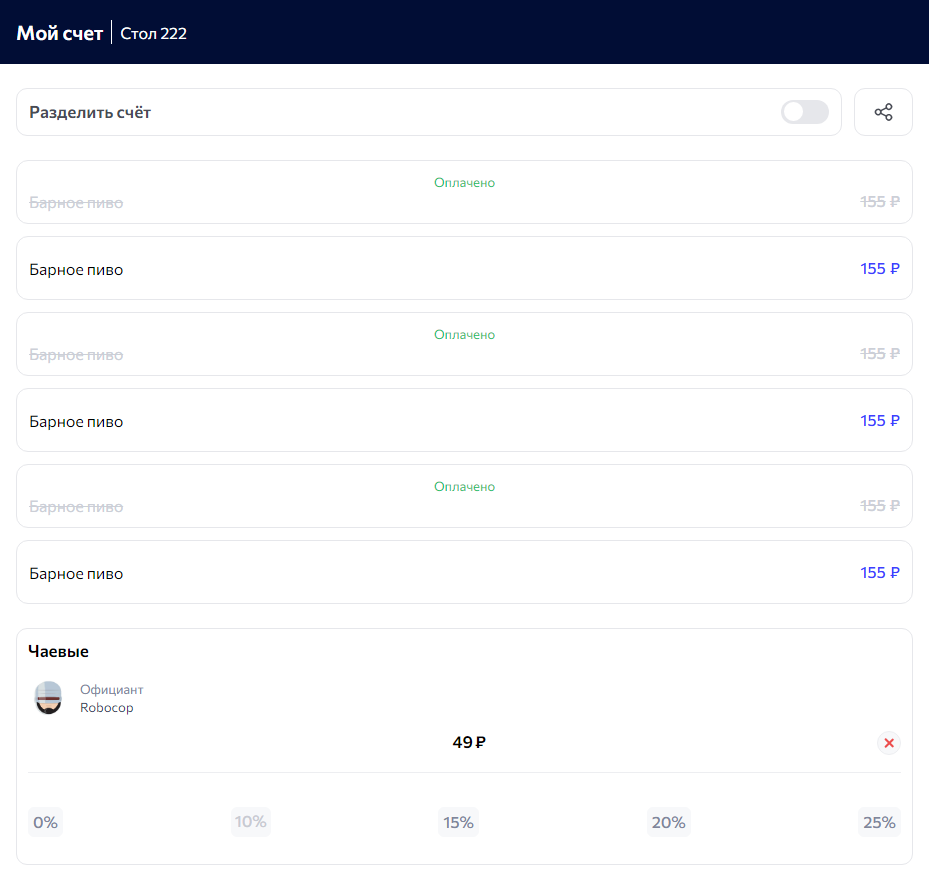 Мой счет Стол 222
Разделить счёт
Оплачено
Барное пиво 155 ₽
Барное пиво 155 ₽
Оплачено
Барное пиво 155 ₽
Барное пиво 155 ₽
Оплачено
Барное пиво 155 ₽
Барное пиво 155 ₽
Чаевые
Официант
Robocop
49 ₽
0% 10% 15% 20% 25%